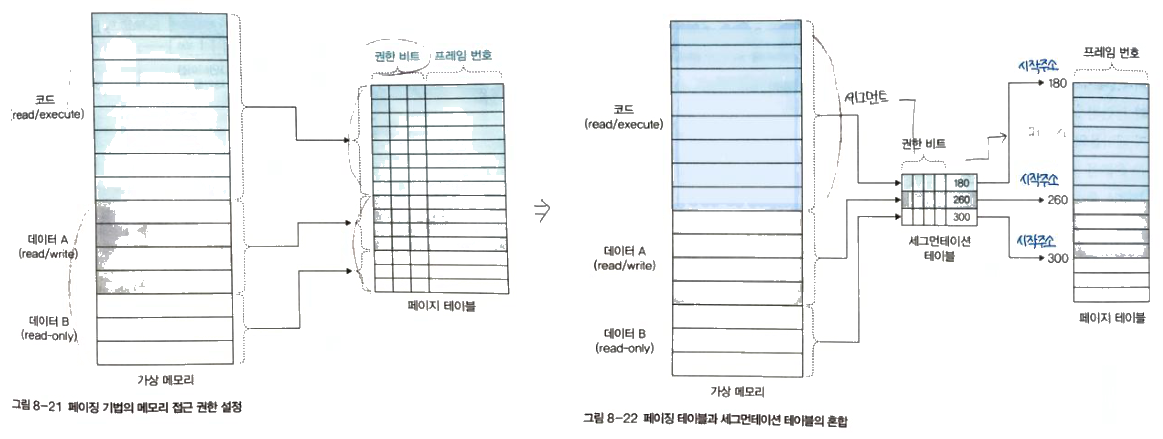 권한 비트
프레임 번호
코드
(read/execute)
데이터 A
(read/write)
데이터 B
(read-only)
페이지 테이블
가상 메모리
그림 8-21 페이징 기법의 메모리 접근 권한 설정
⇒
프레임 번호
시작주소
180
세그먼트
코드
(read/execute)
권한 비트
180
260
300
시작주소
260
시작주소
300
세그먼테이션
테이블
데이터 A
(read/write)
데이터 B
(read-only)
페이지 테이블
가상 메모리
그림 8-22 페이징 테이블과 세그먼테이션 테이블의 혼합